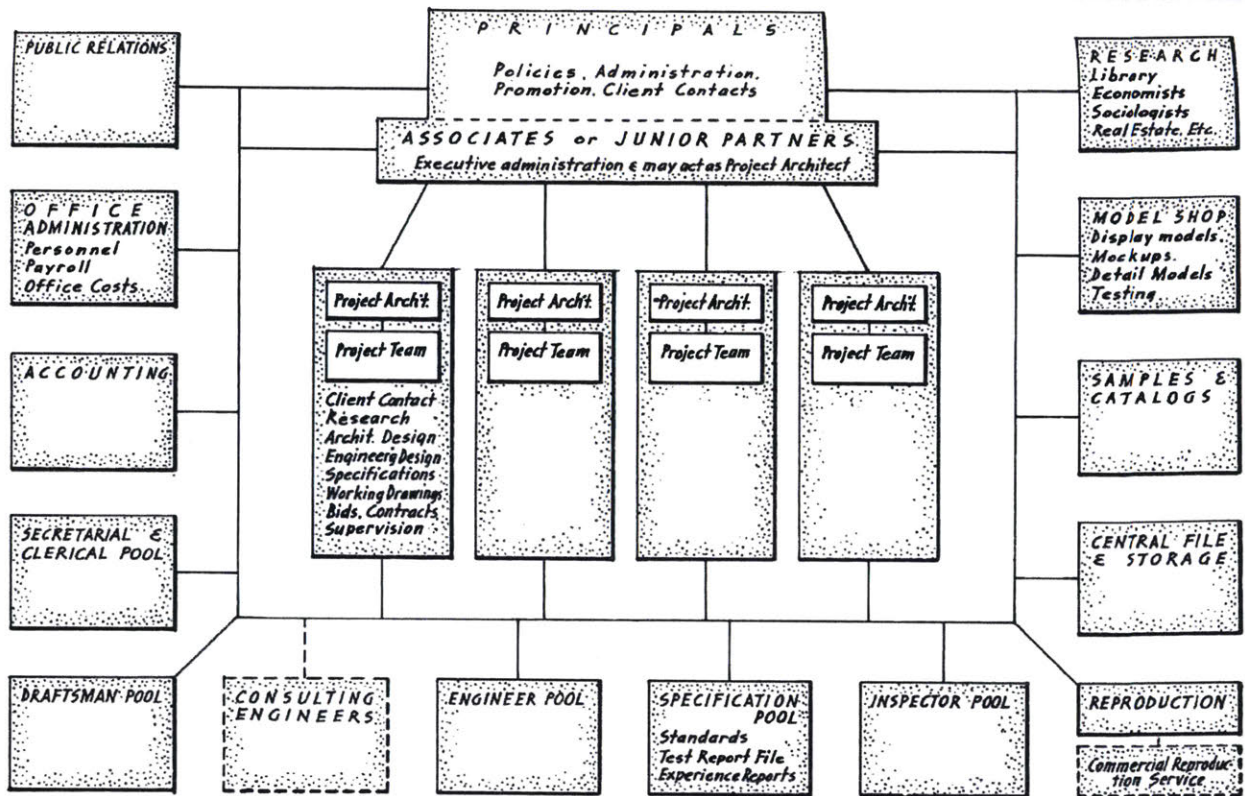 PRINCIPALS
Policies, Administration,
Promotion, Client Contacts
ASSOCIATES or JUNIOR PARTNERS
Executive administration & may act as Project Architect
PUBLIC RELATIONS
OFFICE
ADMINISTRATION
Personnel
Payroll
Office Costs
ACCOUNTING
SECRETARIAL &
CLERICAL POOL
Project Archit.
Project Team
Client Contact
Research
Archit. Design
Engineer'g Design
Specifications
Working Drawings
Bids, Contracts
Supervision
Project Archit.
Project Team
Project Archit.
Project Team
Project Archit.
Project Team
RESEARCH
Library
Economists
Sociologists
Real Estate, Etc.
MODEL SHOP
Display models,
Mockups.
Detail Models
Testing
SAMPLES &
CATALOGS
CENTRAL FILE
& STORAGE
DRAFTSMAN POOL
CONSULTING
ENGINEERS
ENGINEER POOL
SPECIFICATION
POOL
Standards
Test Report File
Experience Reports
INSPECTOR POOL
REPRODUCTION
Commercial Reproduc-
tion Service